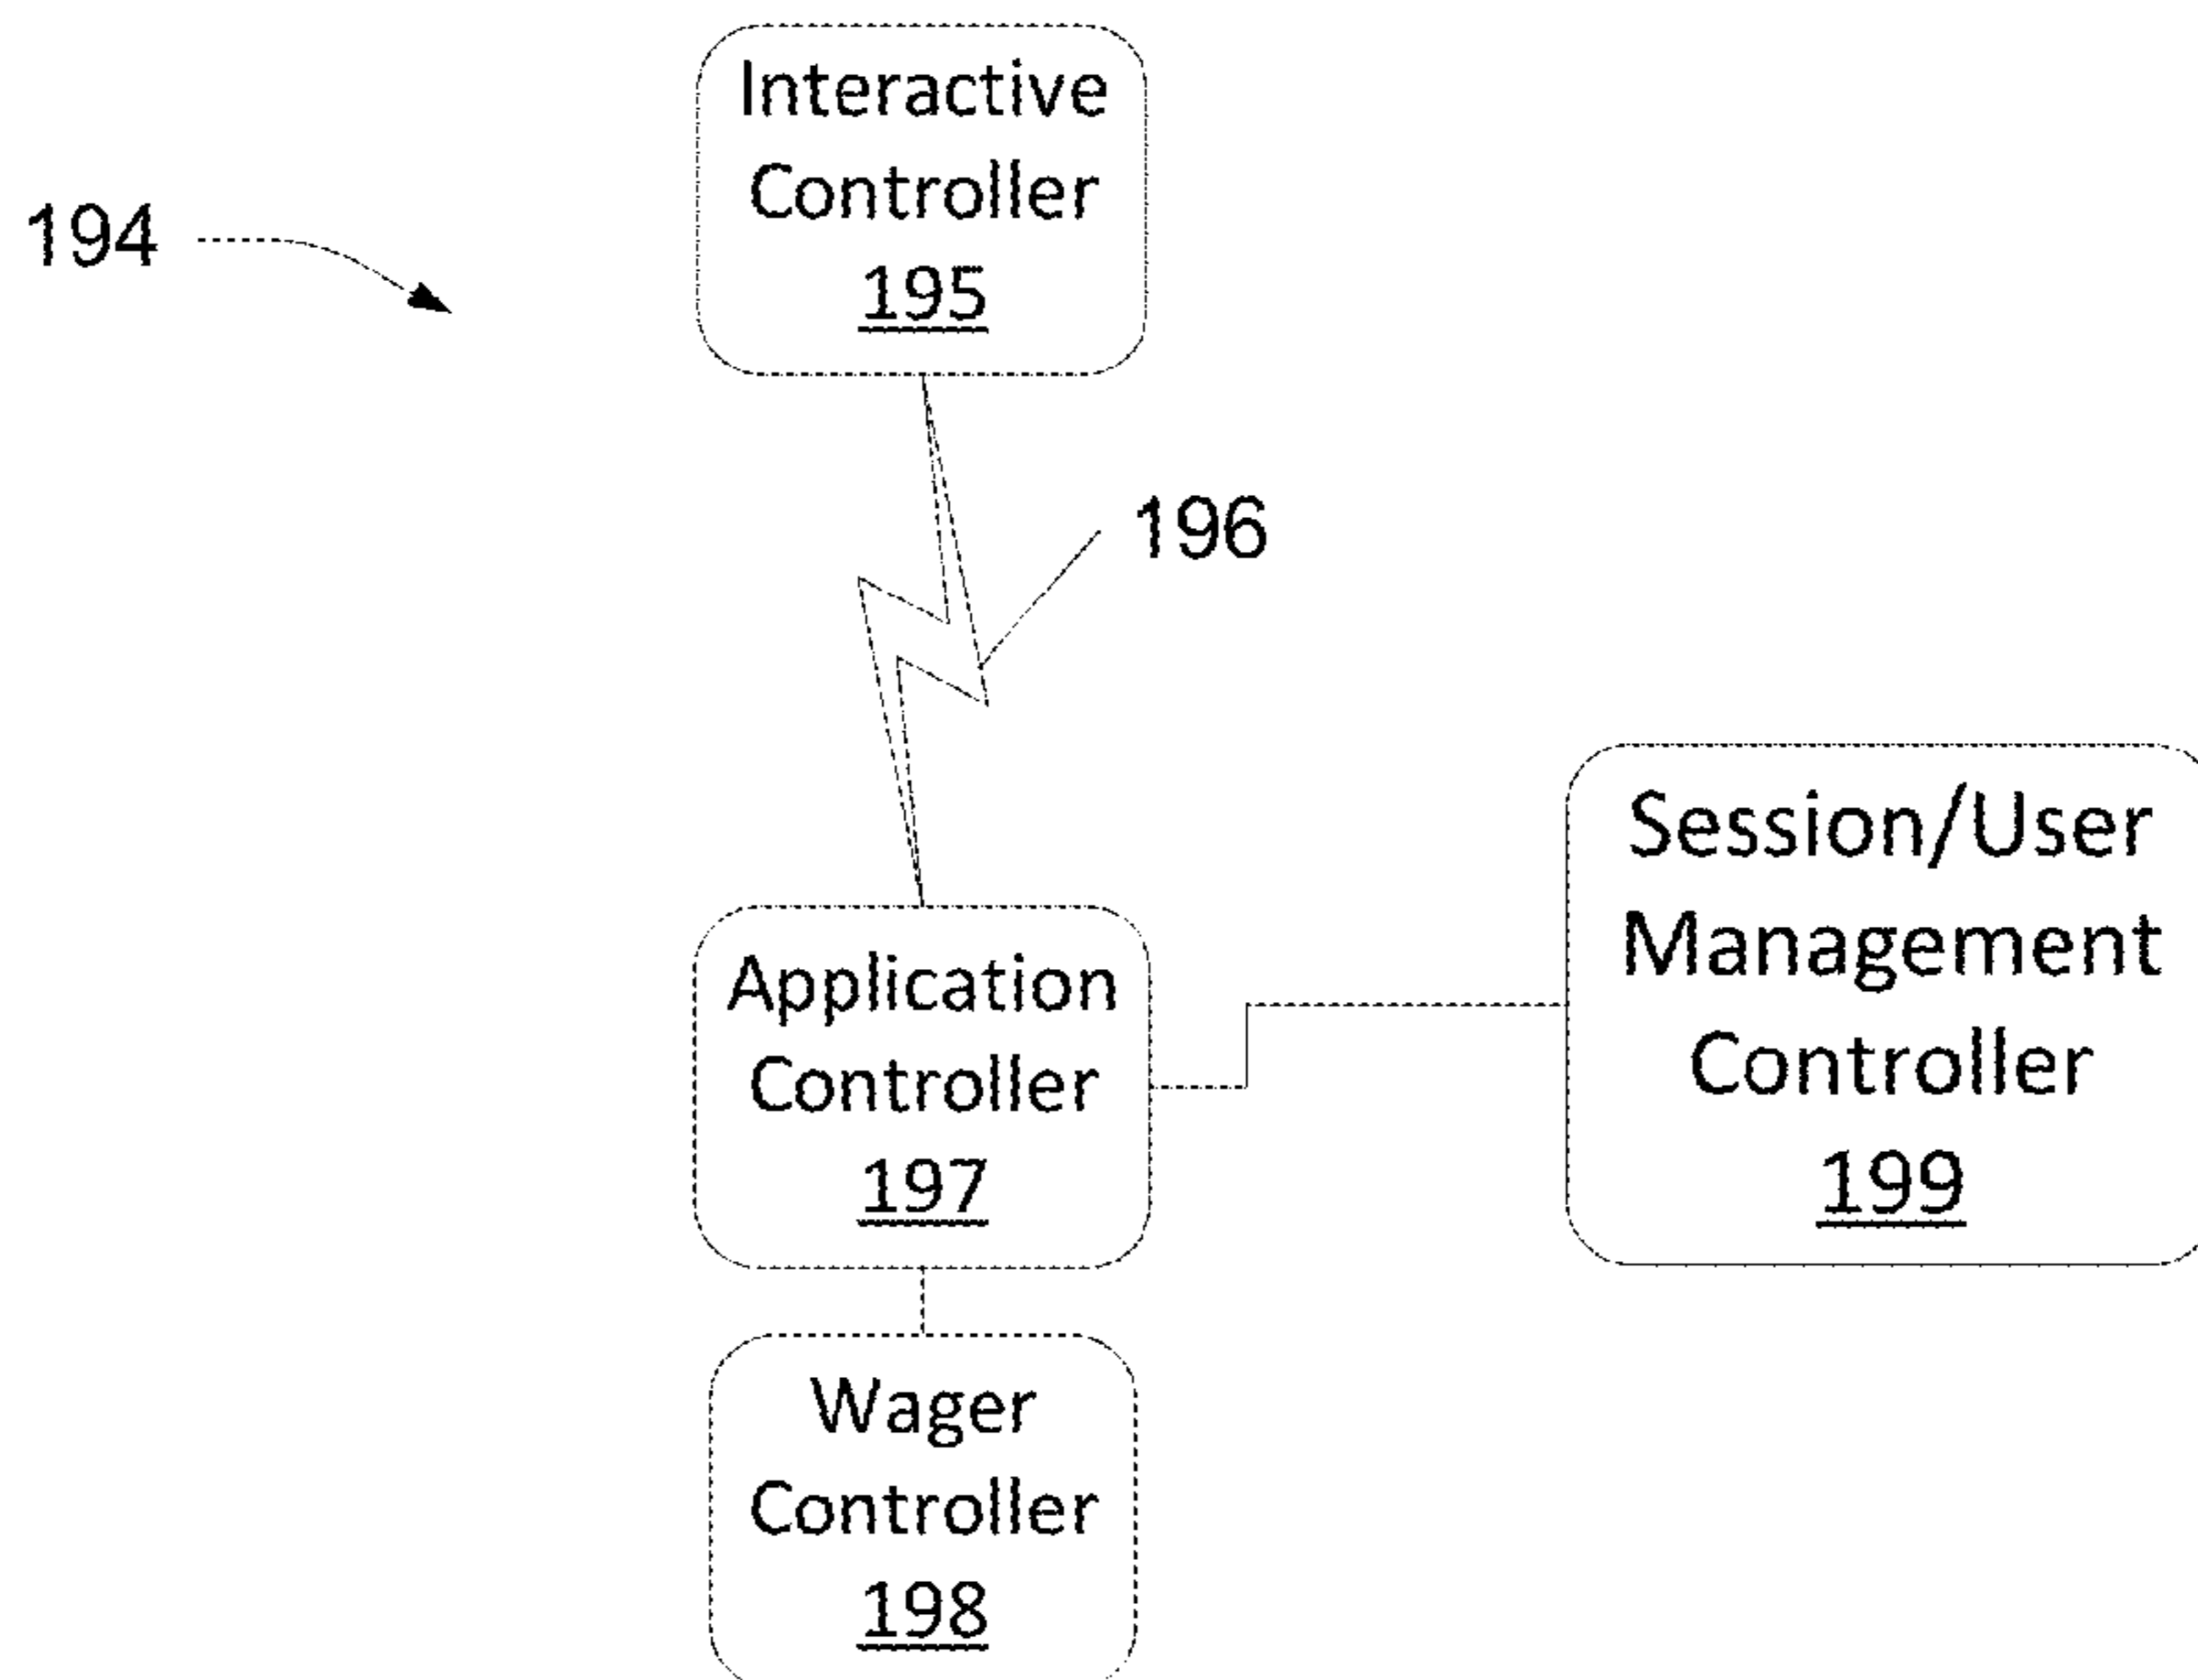 Interactive
Controller
195
194
196
Application
Controller
197
Session/User
Management
Controller
199
Wager
Controller
198